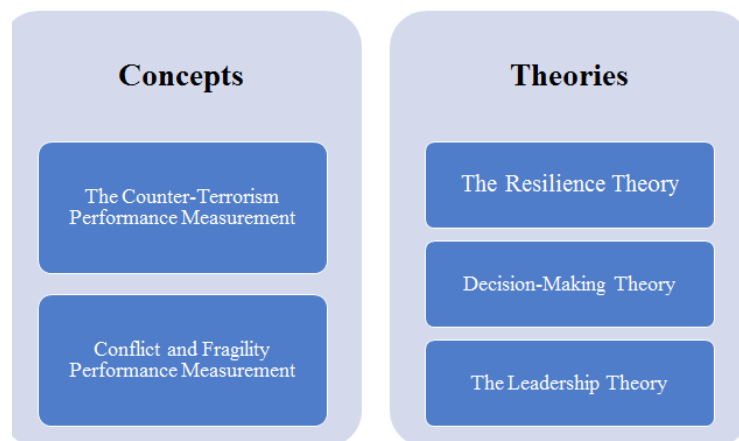 Concepts
The Counter-Terrorism
Performance Measurement
Conflict and Fragility
Performance Measurement
Theories
The Resilience Theory
Decision-Making Theory
The Leadership Theory